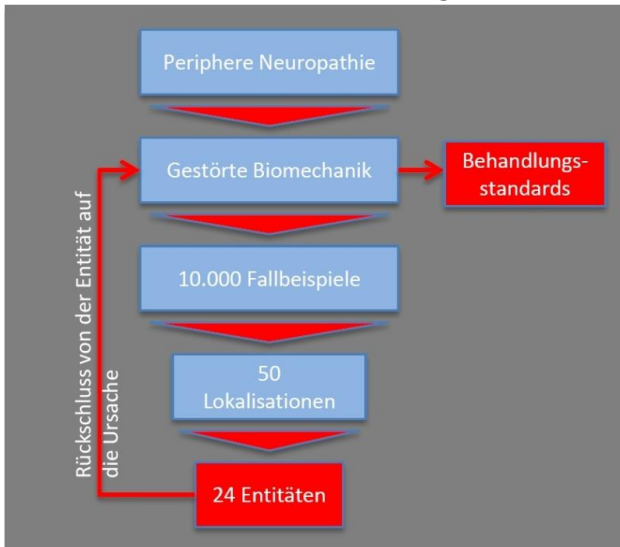 Periphere Neuropathie
Gestörte Biomechanik
Behandlungs-
standards
10.000 Fallbeispiele
50
Lokalisationen
24 Entitäten
Rückschluss von der Entität auf
die Ursache